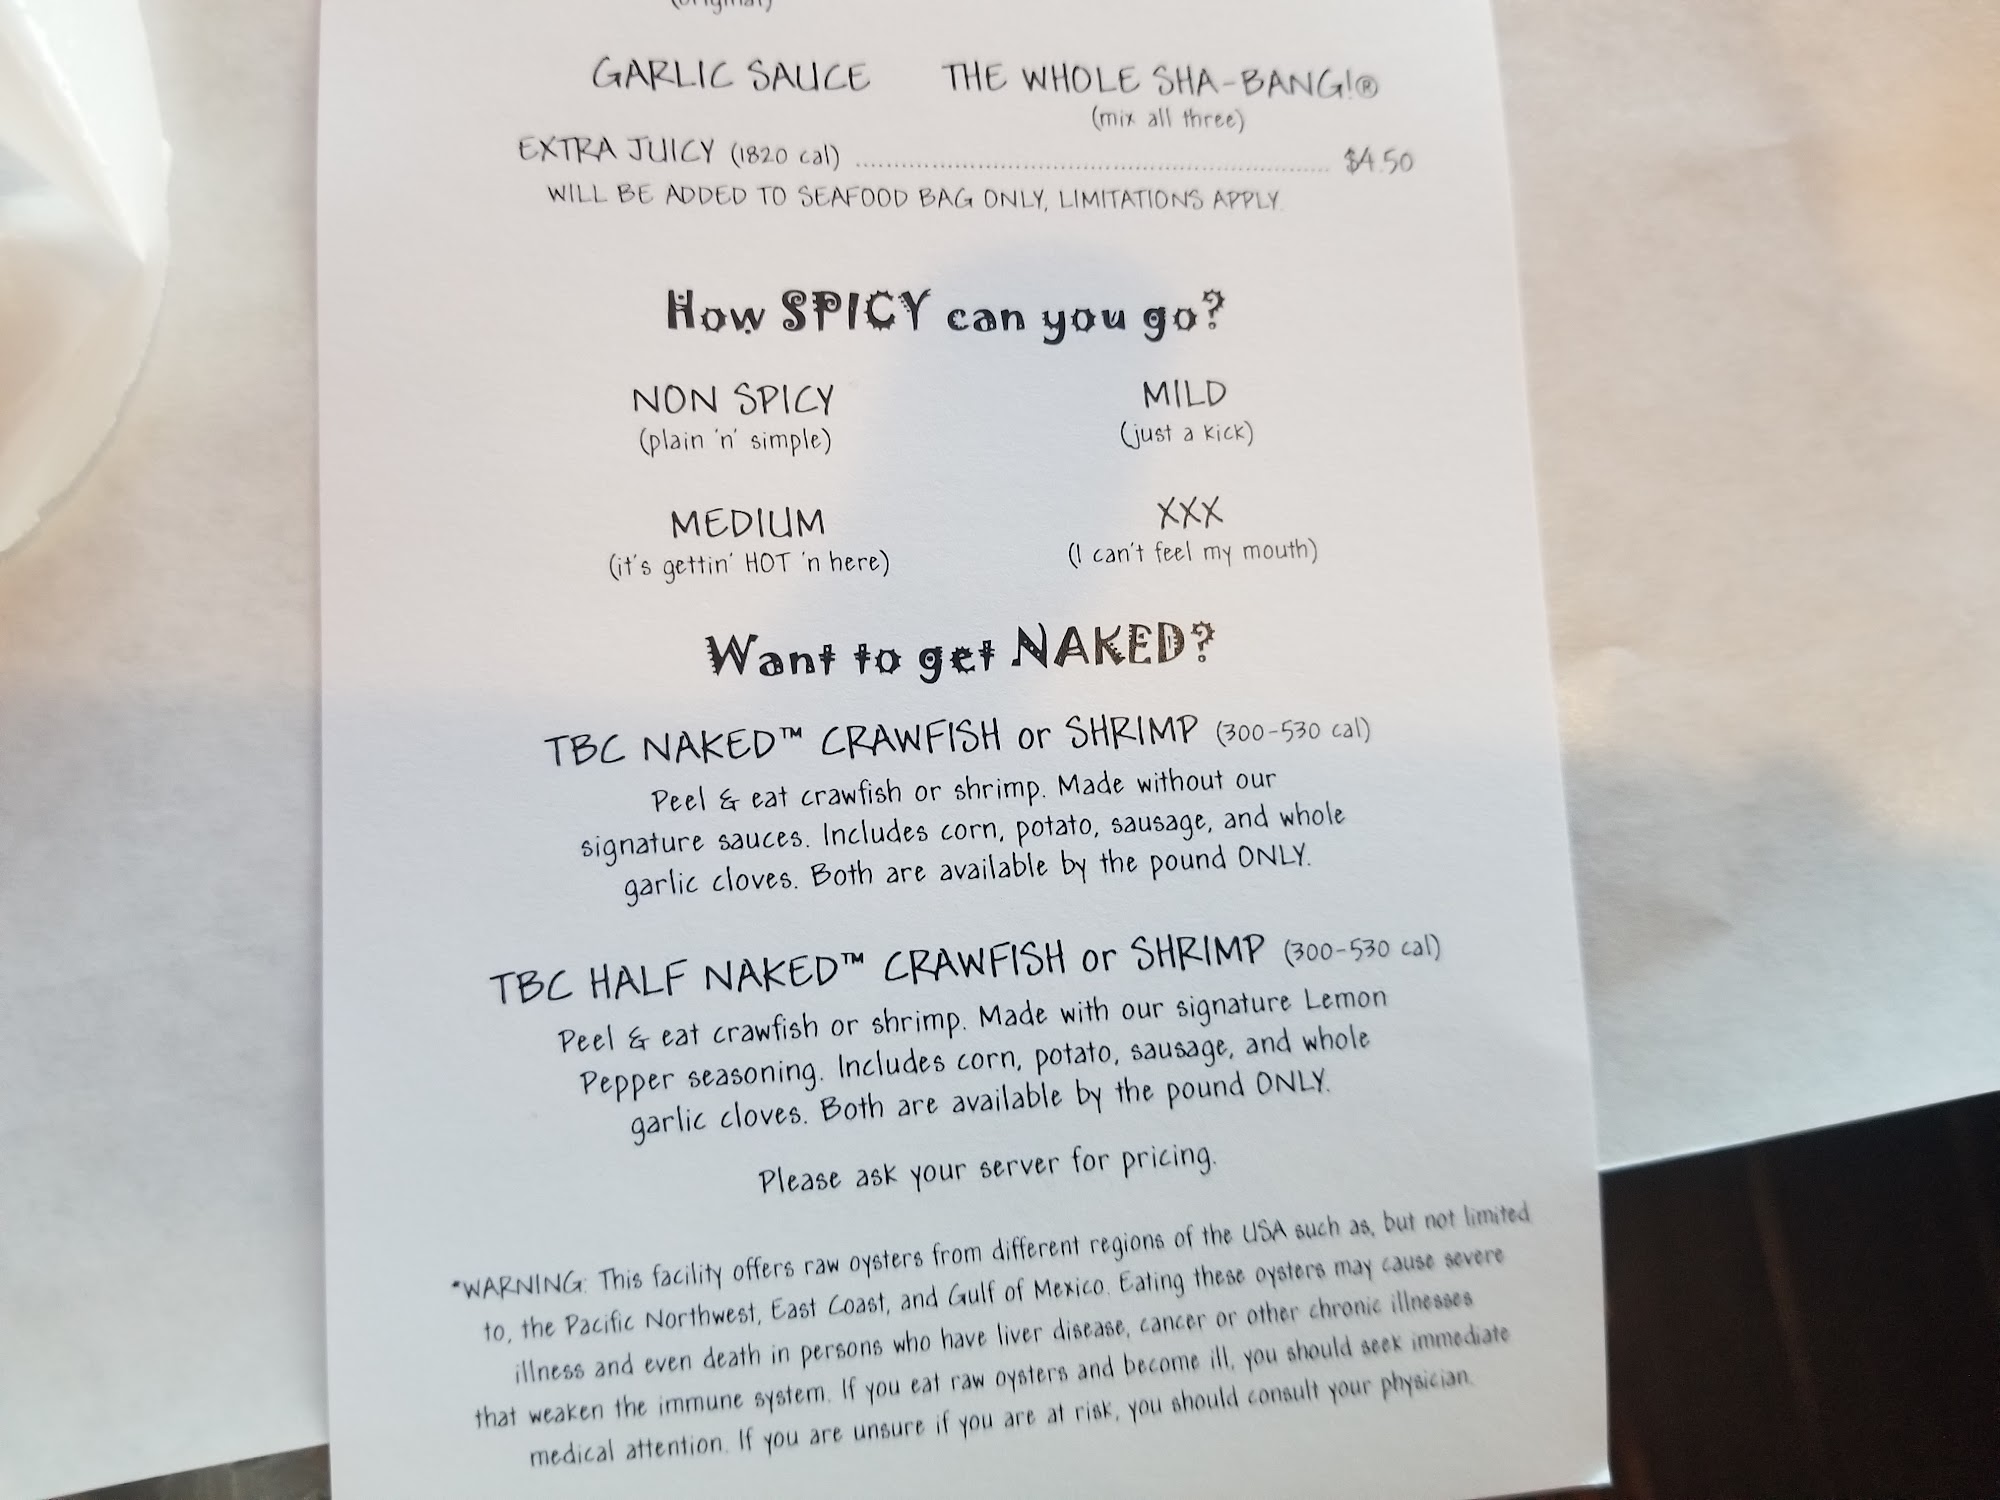 (original)
GARLIC SAUCE THE WHOLE SHA-BANG!®
(mix all three)
EXTRA JUICY (1820 cal) ........................................ $4.50
WILL BE ADDED TO SEAFOOD BAG ONLY, LIMITATIONS APPLY.
How SPICY can you go?
NON SPICY MILD
(plain 'n' simple) (just a kick)
MEDIUM XXX
(it's gettin' HOT 'n here) (I can't feel my mouth)
Want to get NAKED?
TBC NAKED™ CRAWFISH or SHRIMP (300-530 cal)
Peel & eat crawfish or shrimp. Made without our
signature sauces. Includes corn, potato, sausage, and whole
garlic cloves. Both are available by the pound ONLY.
TBC HALF NAKED™ CRAWFISH or SHRIMP (300-530 cal)
Peel & eat crawfish or shrimp. Made with our signature Lemon
Pepper seasoning. Includes corn, potato, sausage, and whole
garlic cloves. Both are available by the pound ONLY.
Please ask your server for pricing.
*WARNING: This facility offers raw oysters from different regions of the USA such as, but not limited
to, the Pacific Northwest, East Coast, and Gulf of Mexico. Eating these oysters may cause severe
illness and even death in persons who have liver disease, cancer or other chronic illnesses
that weaken the immune system. If you eat raw oysters and become ill, you should seek immediate
medical attention. If you are unsure if you are at risk, you should consult your physician.